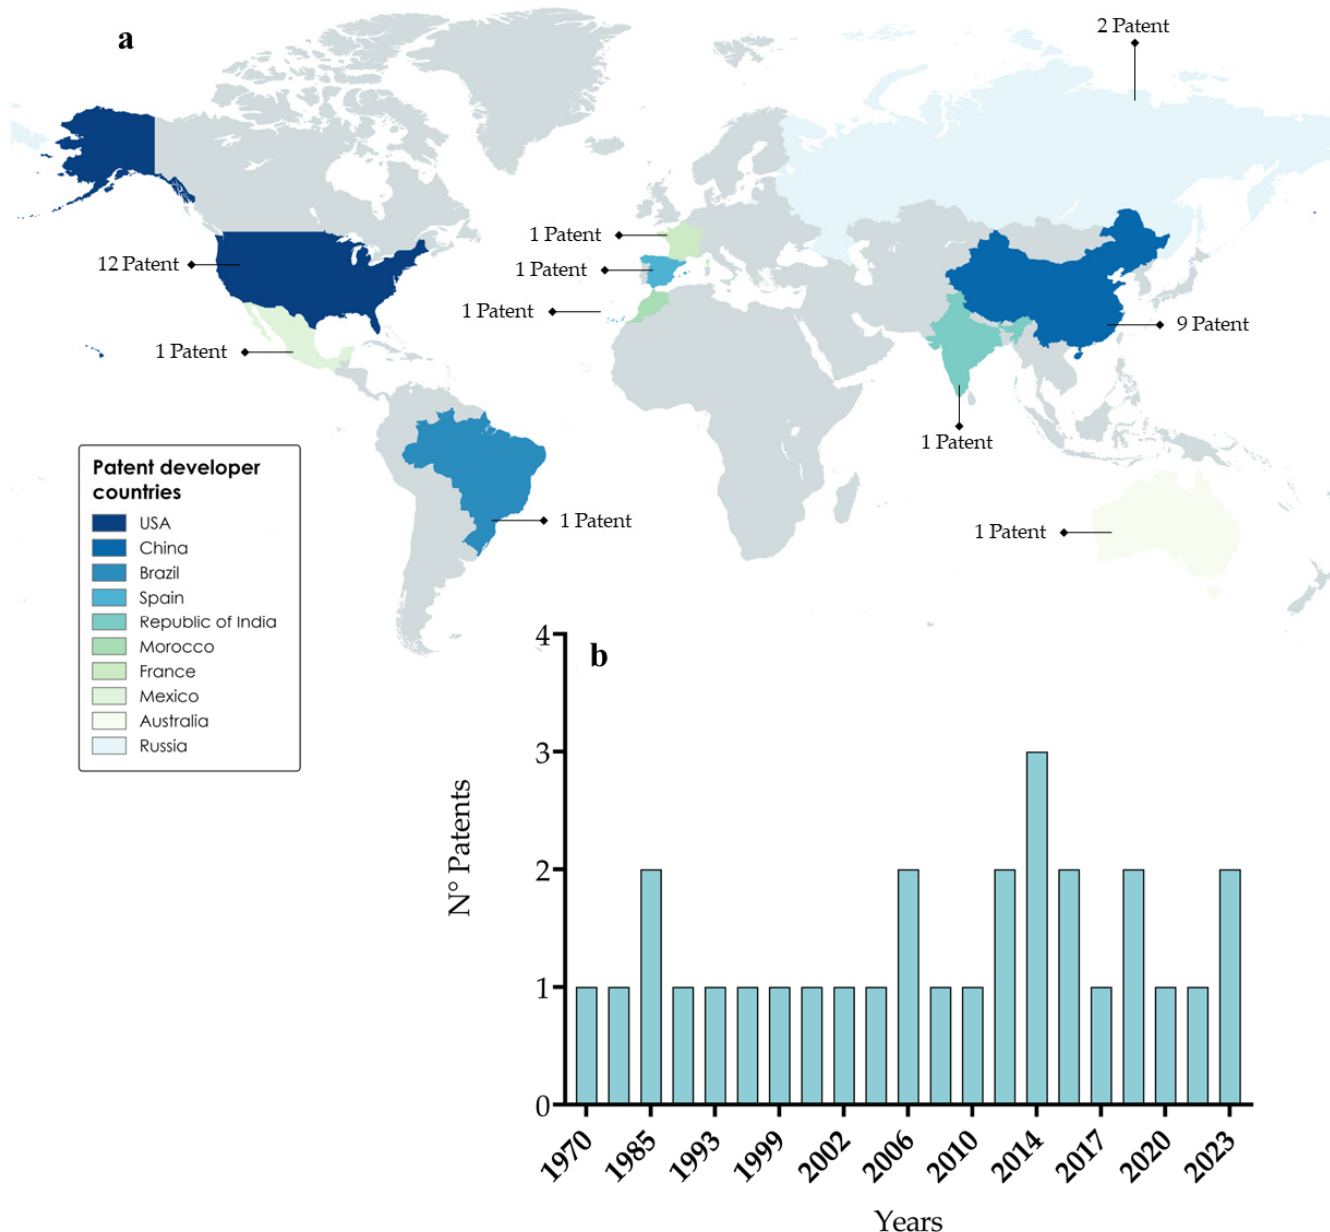 a
2 Patent
1 Patent
12 Patent
1 Patent
1 Patent
9 Patent
1 Patent
1 Patent
1 Patent
1 Patent
Patent developer
countries
USA
China
Brazil
Spain
Republic of India
Morocco
France
Mexico
Australia
Russia
b
4
3
2
1
0
N° Patents
1970
1985
1993
1999
2002
2006
2010
2014
2017
2020
2023
Years